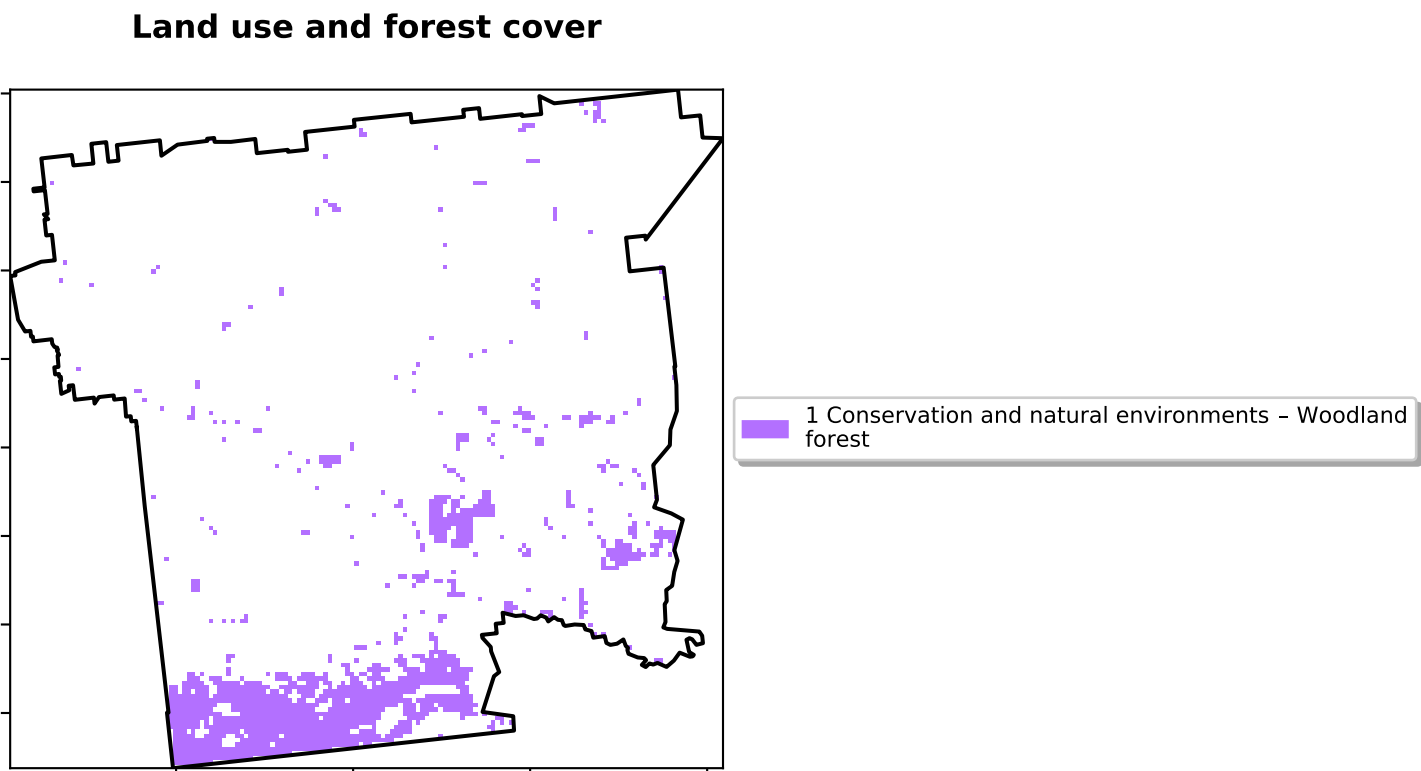 Land use and forest cover
1 Conservation and natural environments – Woodland
forest